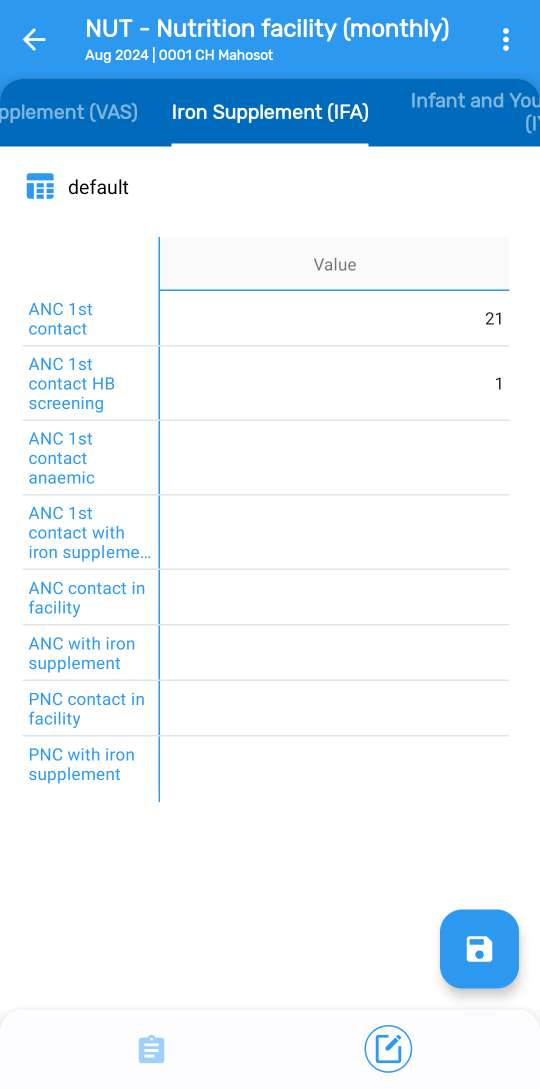 NUT - Nutrition facility (monthly)
Aug 2024 | 0001 CH Mahosot
pplement (VAS)
Iron Supplement (IFA)
Infant and You
(IY
default
Value
ANC 1st
contact
21
ANC 1st
contact HB
screening
1
ANC 1st
contact
anaemic
ANC 1st
contact with
iron suppleme...
ANC contact in
facility
ANC with iron
supplement
PNC contact in
facility
PNC with iron
supplement